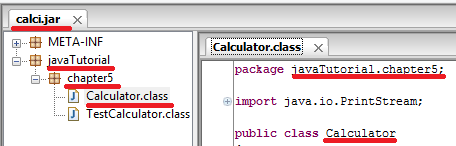 calci.jar
META-INF
javaTutorial
chapter5
Calculator.class
TestCalculator.class
Calculator.class
package javaTutorial.chapter5;
import java.io.PrintStream;
public class Calculator